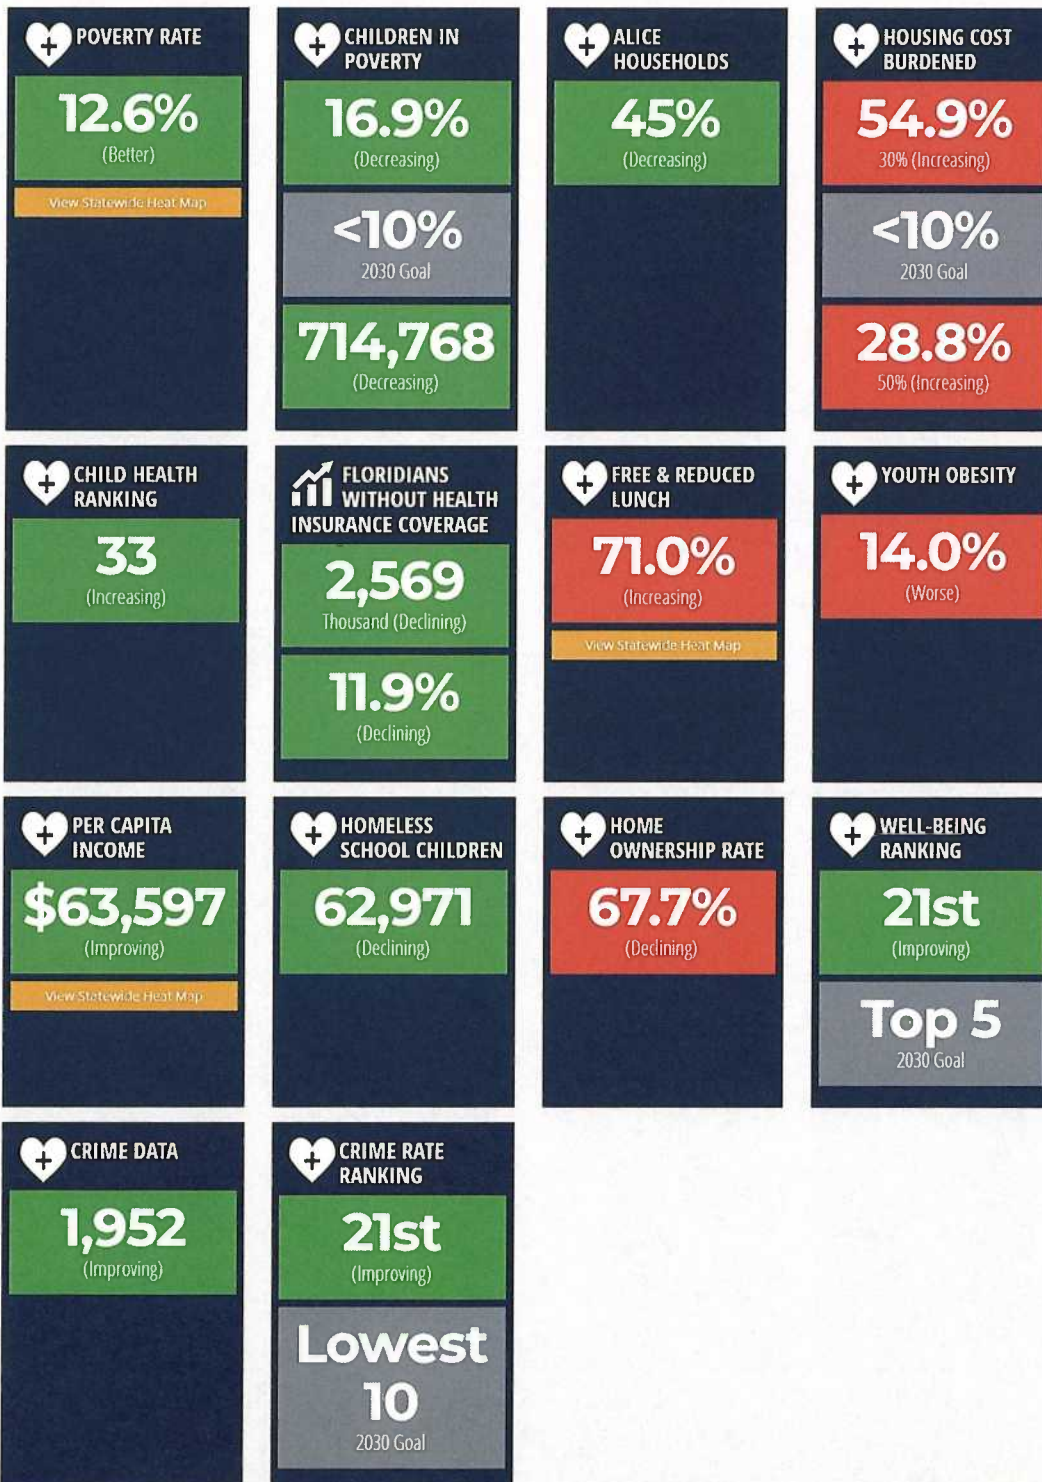 POVERTY RATE
12.6%
(Better)
View Statewide Heat Map
CHILDREN IN
POVERTY
16.9%
(Decreasing)
<10%
2030 Goal
714,768
(Decreasing)
ALICE
HOUSEHOLDS
45%
(Decreasing)
HOUSING COST
BURDENED
54.9%
30% (Increasing)
<10%
2030 Goal
28.8%
50% (Increasing)
CHILD HEALTH
RANKING
33
(Increasing)
FLORIDIANS
WITHOUT HEALTH
INSURANCE COVERAGE
2,569
Thousand (Declining)
11.9%
(Declining)
FREE & REDUCED
LUNCH
71.0%
(Increasing)
View Statewide Heat Map
YOUTH OBESITY
14.0%
(Worse)
PER CAPITA
INCOME
$63,597
(Improving)
View Statewide Heat Map
HOMELESS
SCHOOL CHILDREN
62,971
(Declining)
HOME
OWNERSHIP RATE
67.7%
(Declining)
WELL-BEING
RANKING
21st
(Improving)
Top 5
2030 Goal
CRIME DATA
1,952
(Improving)
CRIME RATE
RANKING
21st
(Improving)
Lowest
10
2030 Goal